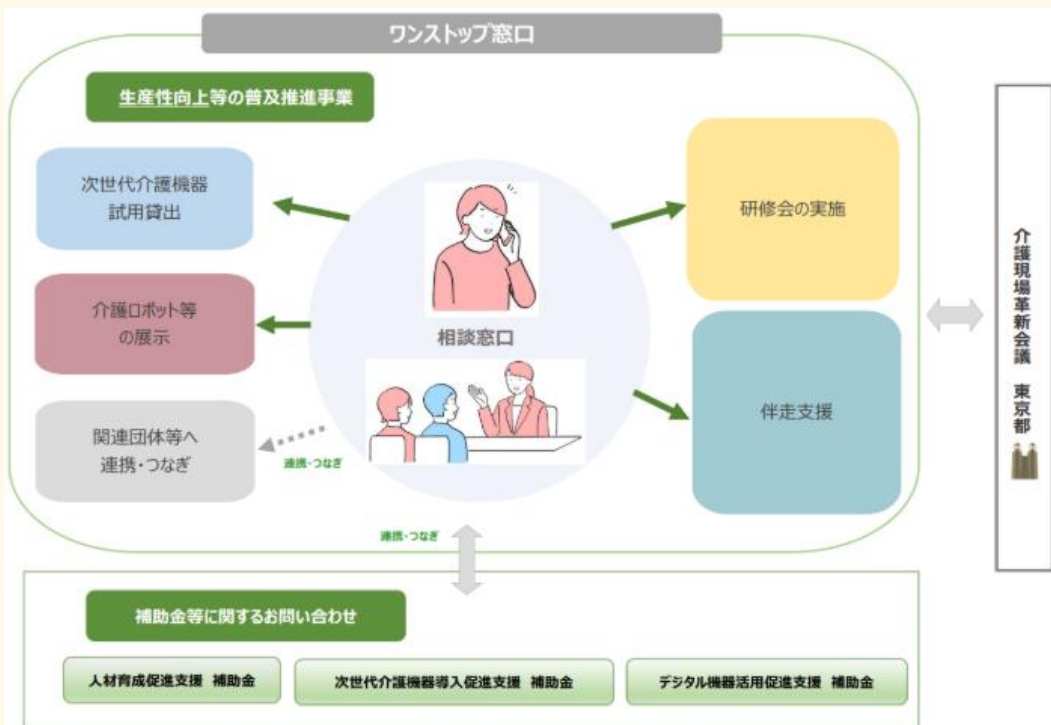 ワンストップ窓口
生産性向上等の普及推進事業
次世代介護機器
試用貸出
介護ロボット等
の展示
関連団体等へ
連携・つなぎ
連携・つなぎ
相談窓口
研修会の実施
伴走支援
介護現場革新会議 東京都
連携・つなぎ
補助金等に関するお問い合わせ
人材育成促進支援 補助金
次世代介護機器導入促進支援 補助金
デジタル機器活用促進支援 補助金